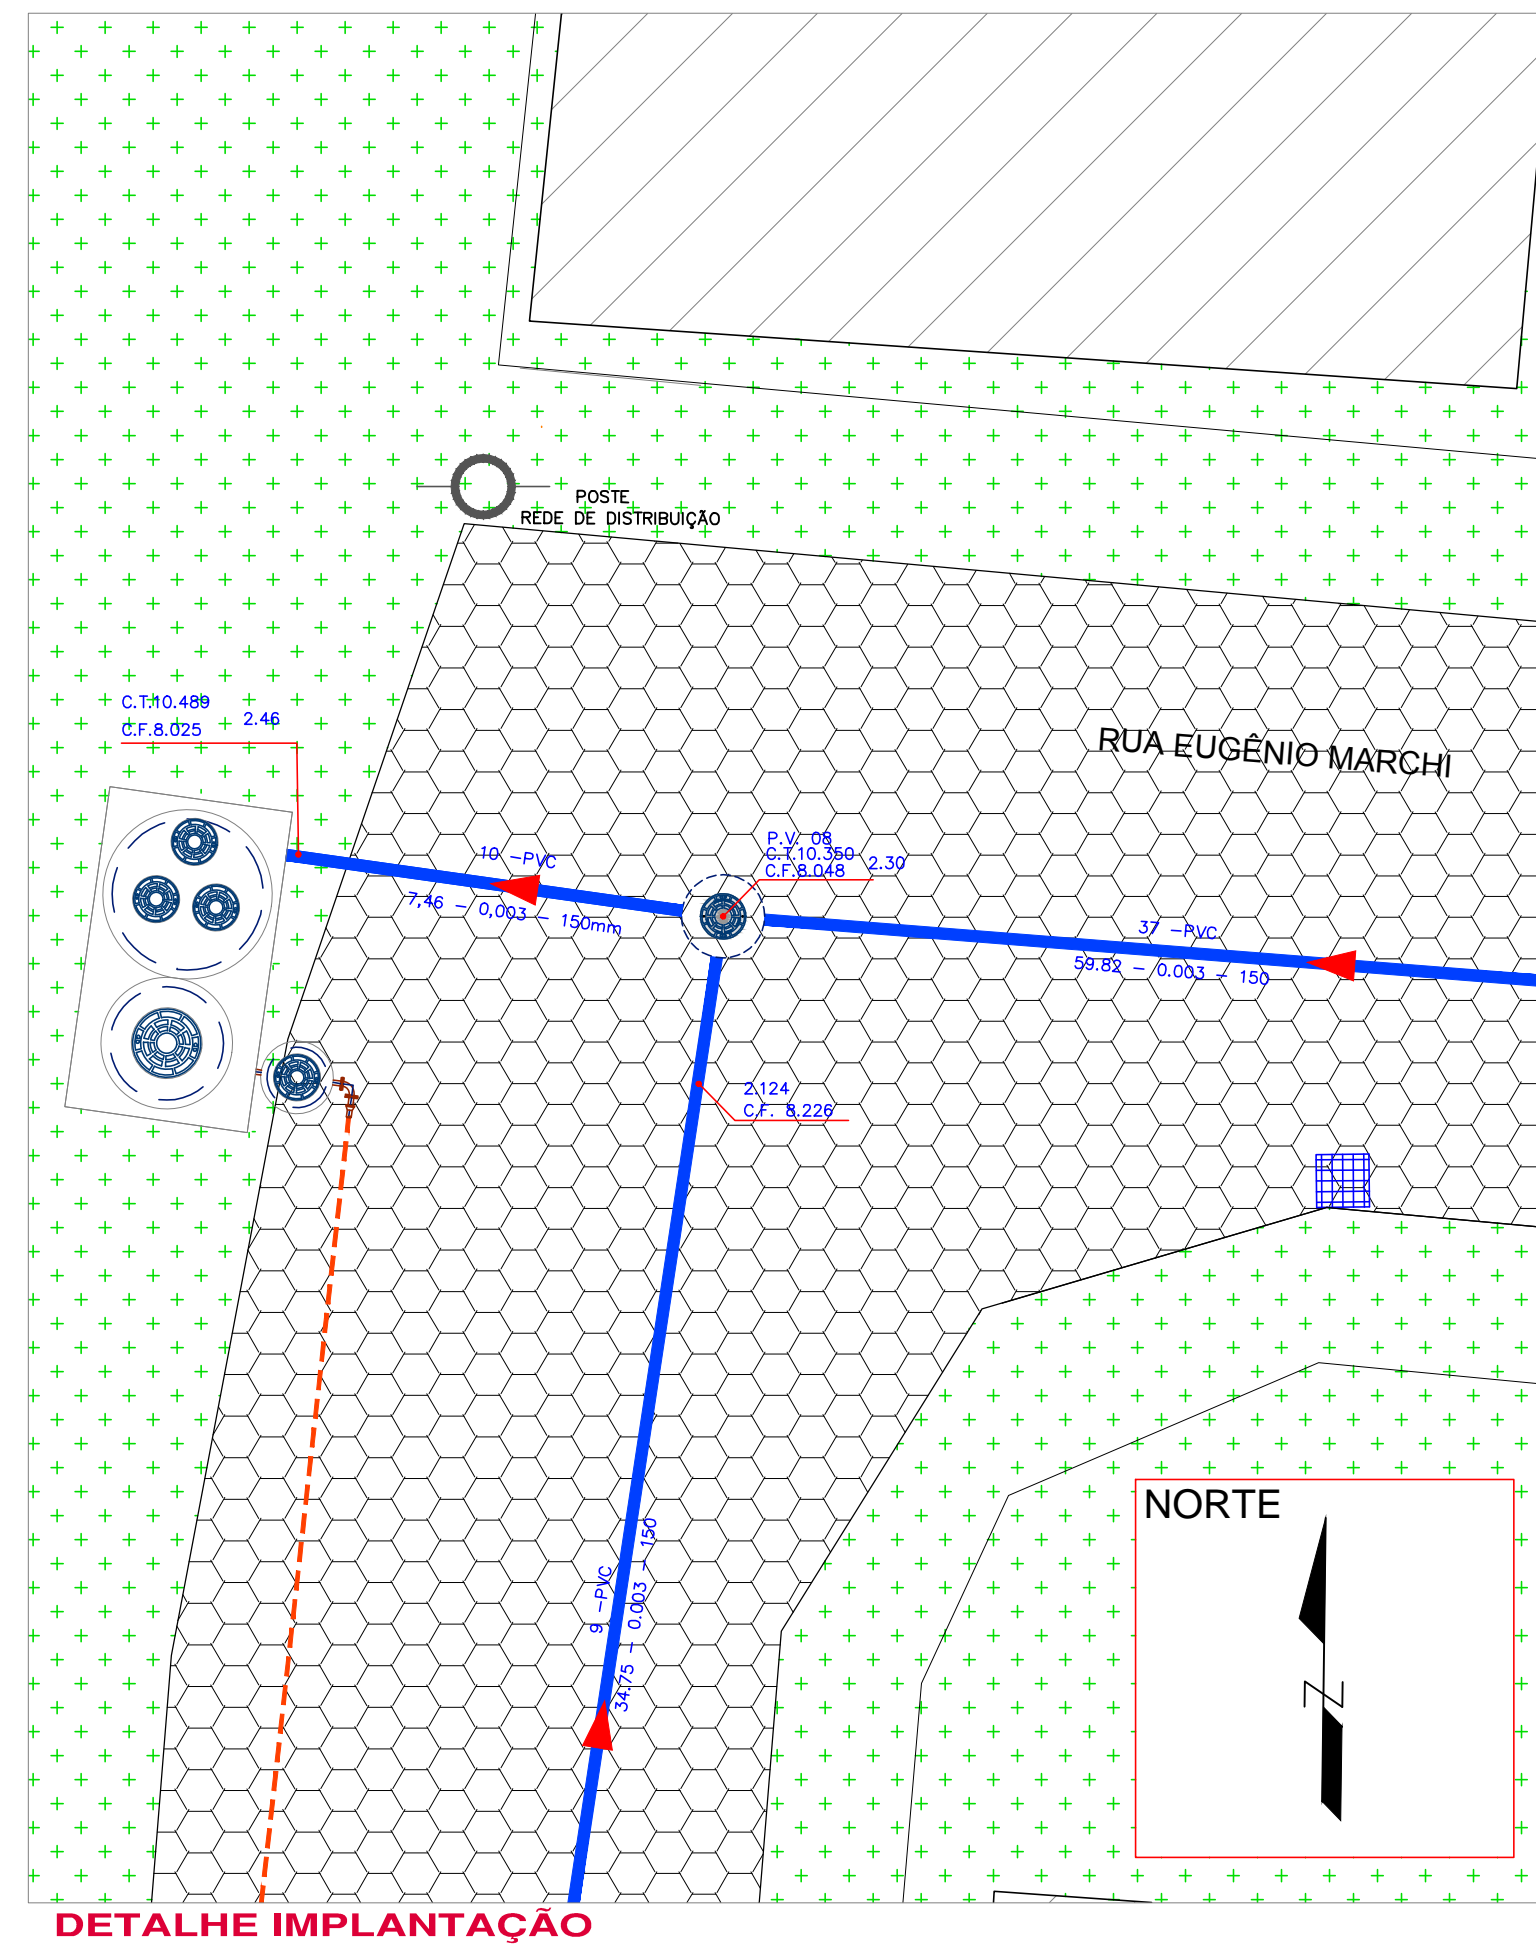 POSTE
REDE DE DISTRIBUIÇÃO
C.T.10.489
2.46
C.F.8.025
RUA EUGÊNIO MARCHI
10 -PVC
7,46 - 0,003 - 150mm
P.V. 08
C.T.10.350
2.30
C.F.8.048
37 -PVC
59.82 - 0.003 - 150
2.124
C.F. 8.226
9 -PVC
34.75 - 0.003 - 150
NORTE
N
DETALHE IMPLANTAÇÃO